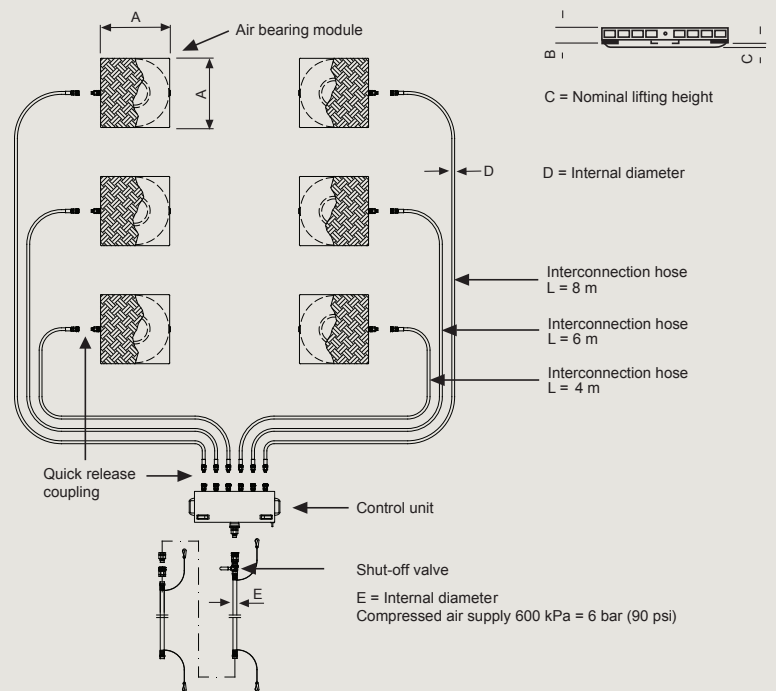 A
Air bearing module
A
B
C
C = Nominal lifting height
D
D = Internal diameter
Interconnection hose
L = 8 m
Interconnection hose
L = 6 m
Interconnection hose
L = 4 m
Quick release
coupling
Control unit
Shut-off valve
E
E = Internal diameter
Compressed air supply 600 kPa = 6 bar (90 psi)